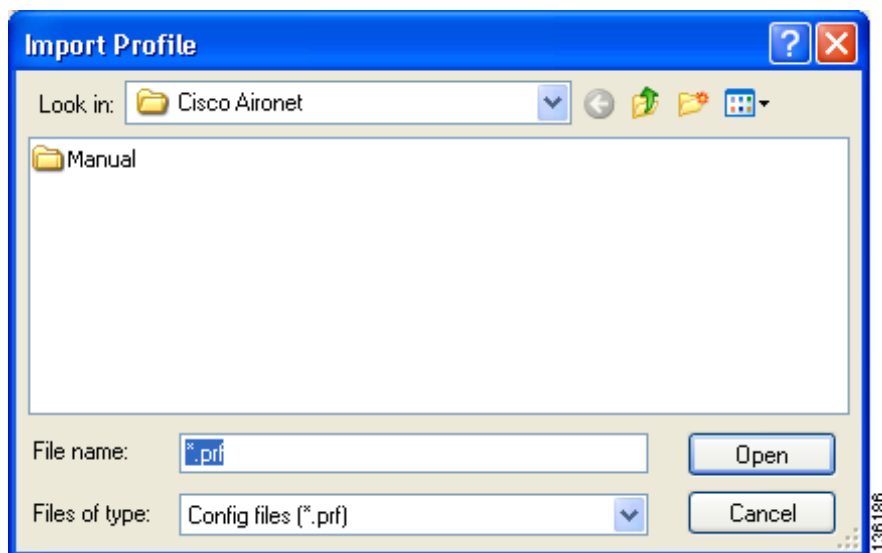 Import Profile
Look in: Cisco Aironet
Manual
File name: *.prf
Open
Files of type: Config files (*.prf)
Cancel
136186